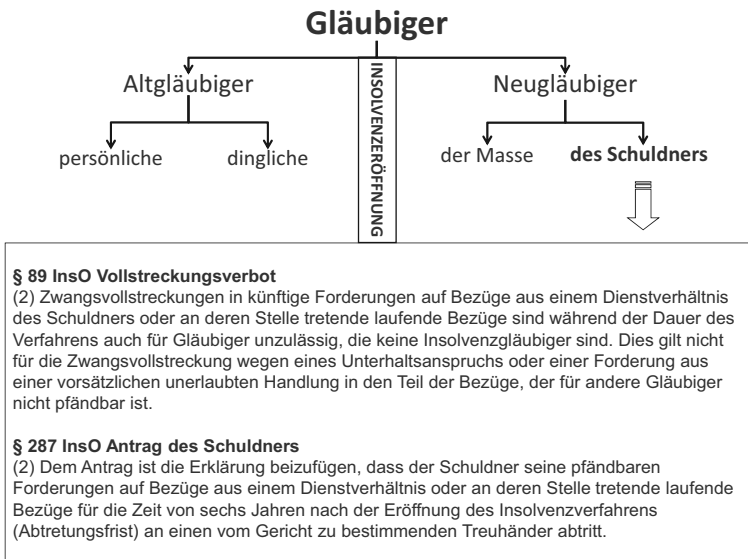 Gläubiger
Altgläubiger
INSOLVENZERÖFFNUNG
Neugläubiger
persönliche
dingliche
der Masse
des Schuldners
§ 89 InsO Vollstreckungsverbot
(2) Zwangsvollstreckungen in künftige Forderungen auf Bezüge aus einem Dienstverhältnis
des Schuldners oder an deren Stelle tretende laufende Bezüge sind während der Dauer des
Verfahrens auch für Gläubiger unzulässig, die keine Insolvenzgläubiger sind. Dies gilt nicht
für die Zwangsvollstreckung wegen eines Unterhaltsanspruchs oder einer Forderung aus
einer vorsätzlichen unerlaubten Handlung in den Teil der Bezüge, der für andere Gläubiger
nicht pfändbar ist.
§ 287 InsO Antrag des Schuldners
(2) Dem Antrag ist die Erklärung beizufügen, dass der Schuldner seine pfändbaren
Forderungen auf Bezüge aus einem Dienstverhältnis oder an deren Stelle tretende laufende
Bezüge für die Zeit von sechs Jahren nach der Eröffnung des Insolvenzverfahrens
(Abtretungsfrist) an einen vom Gericht zu bestimmenden Treuhänder abtritt.